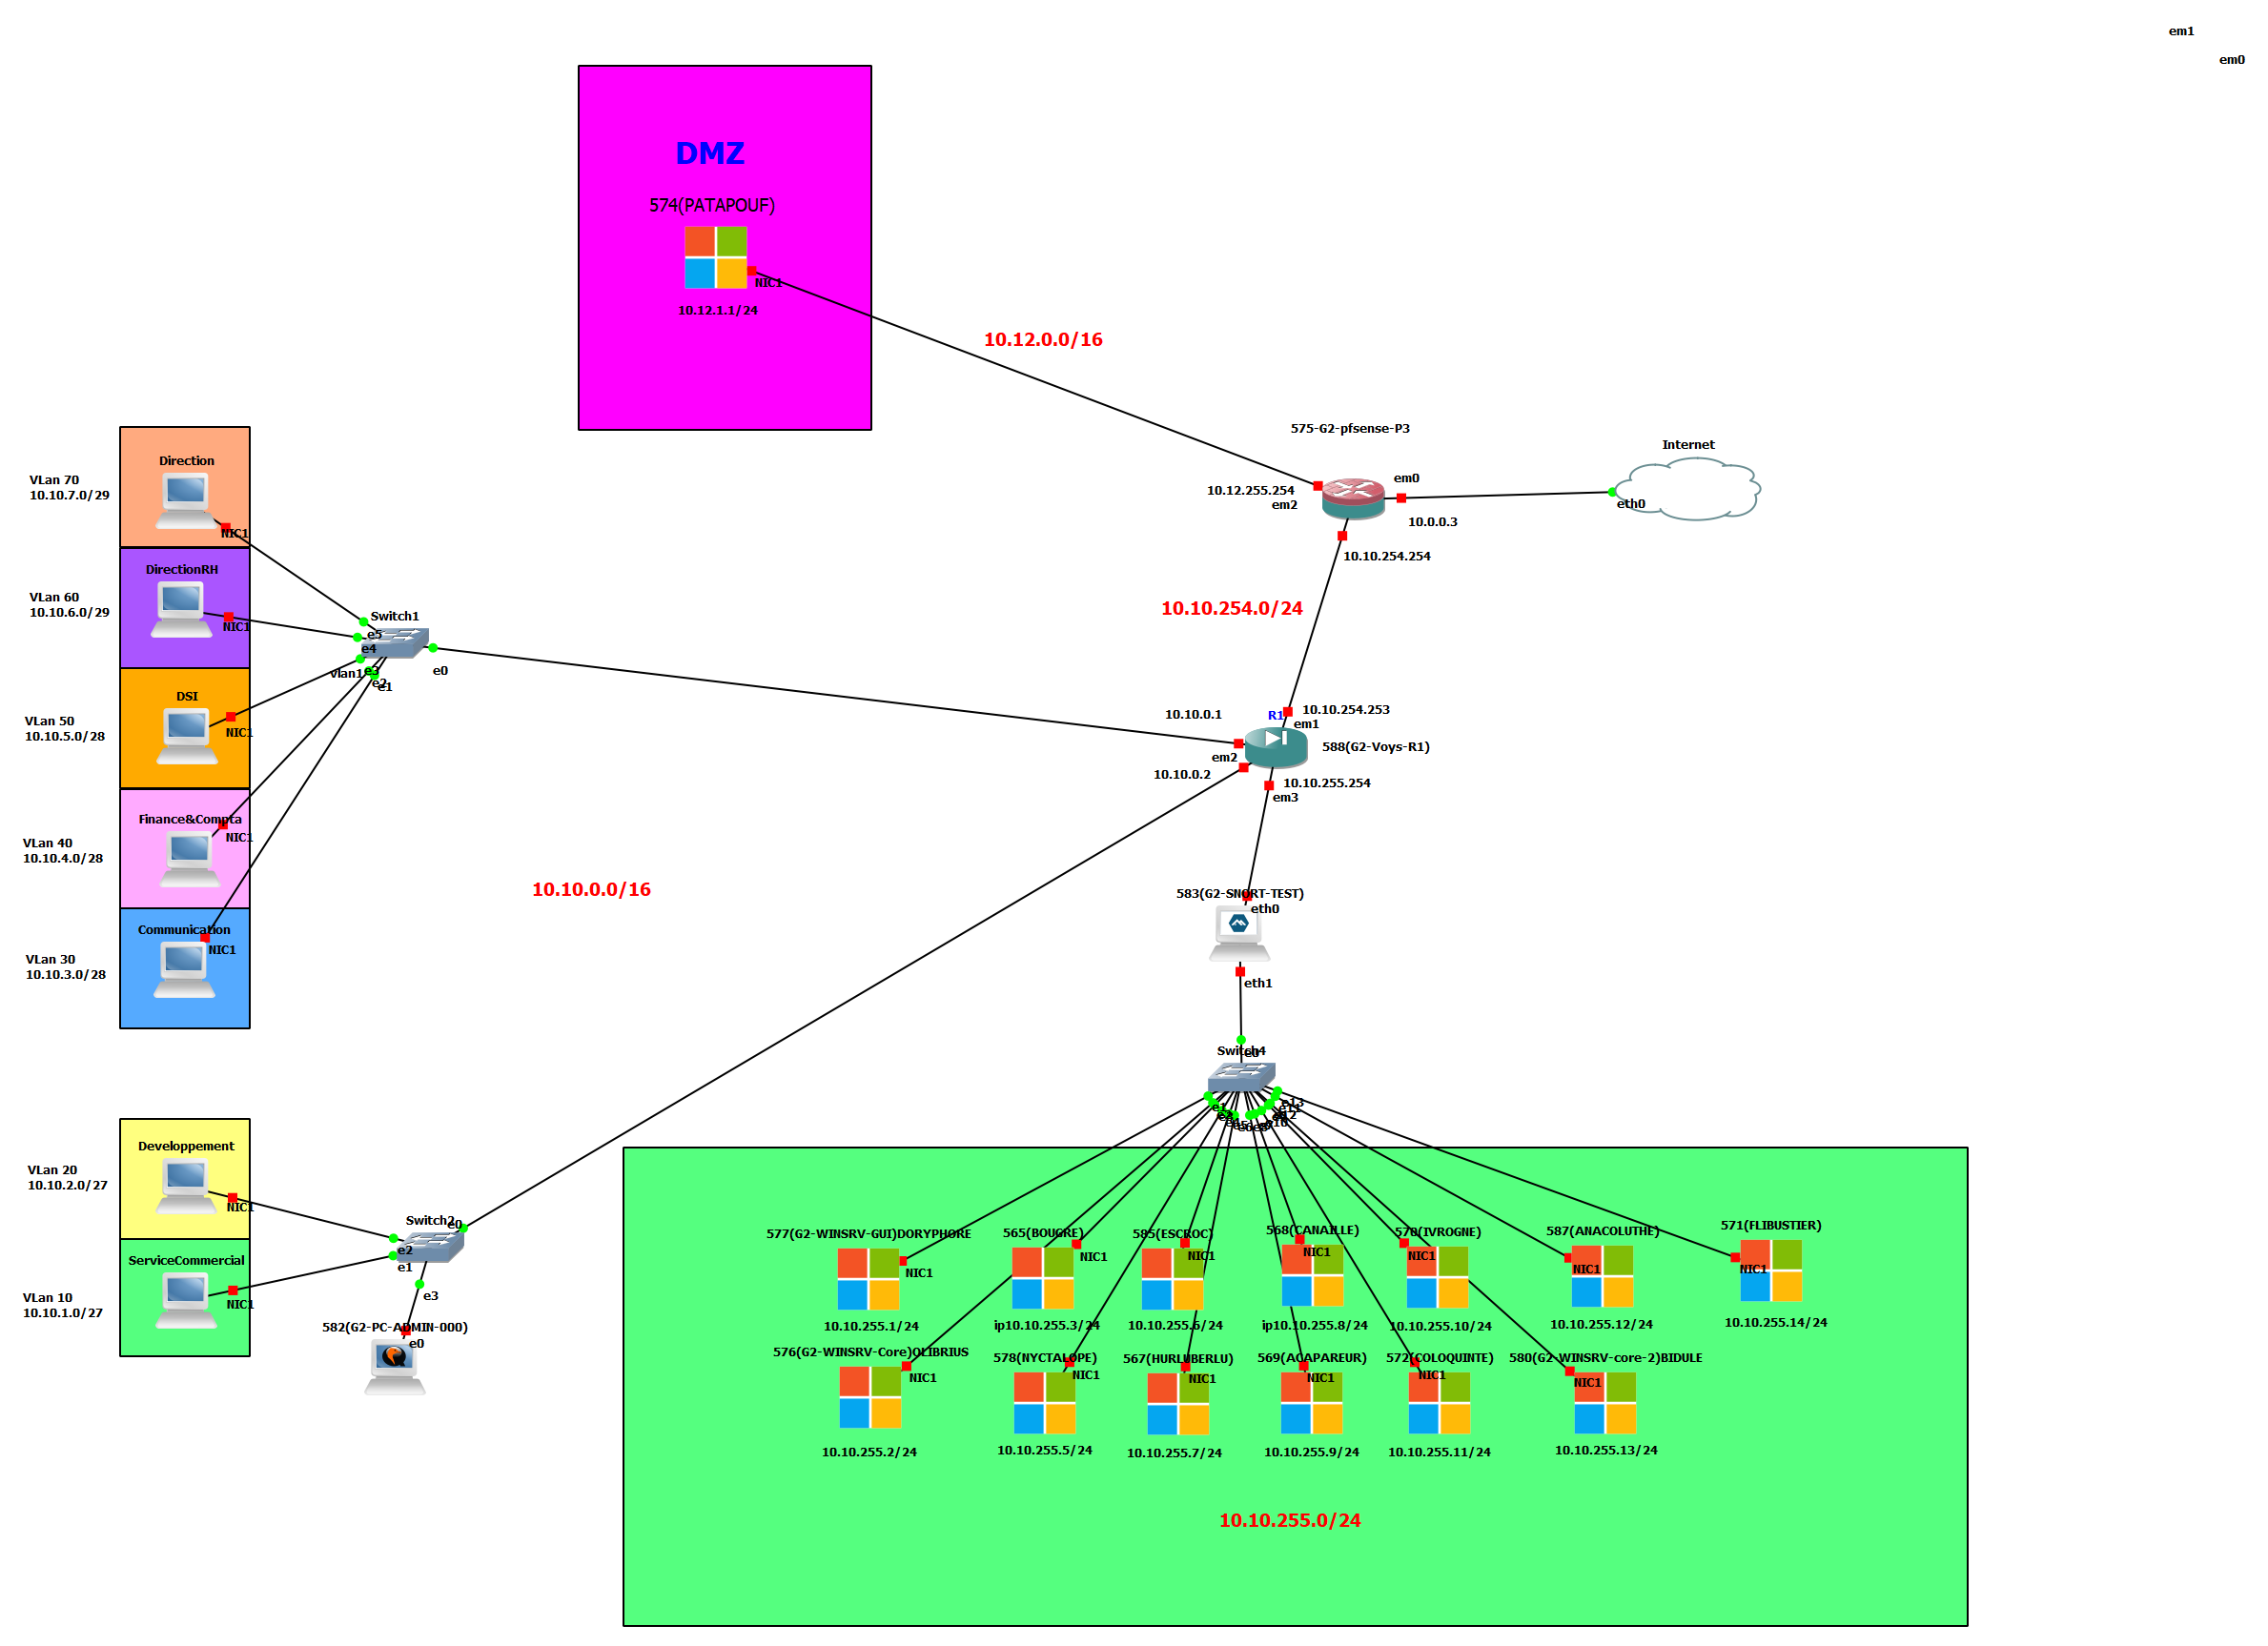 em1
em0
DMZ
574(PATAPOUF)
NIC1
10.12.1.1/24
10.12.0.0/16
575-G2-pfsense-P3
Internet
em0
10.12.255.254
em2
eth0
10.0.0.3
10.10.254.254
10.10.254.0/24
Direction
VLan 70
10.10.7.0/29
NIC1
DirectionRH
VLan 60
10.10.6.0/29
NIC1
Switch1
e5
e4
vlan1
e3
e2
e1
e0
DSI
VLan 50
10.10.5.0/28
NIC1
10.10.0.1
R1
10.10.254.253
em1
588(G2-Voys-R1)
em2
10.10.0.2
10.10.255.254
em3
Finance&Compta
VLan 40
10.10.4.0/28
NIC1
10.10.0.0/16
583(G2-SNORT-TEST)
eth0
Communication
NIC1
VLan 30
10.10.3.0/28
eth1
Switch4
e0
e1
e13
e11
e12
e10
Developpement
VLan 20
10.10.2.0/27
NIC1
Switch2
e0
e2
e1
ServiceCommercial
VLan 10
10.10.1.0/27
NIC1
e3
582(G2-PC-ADMIN-000)
e0
577(G2-WINSRV-GUI)DORYPHORE
565(BOUGRE)
585(ESCROC)
568(CANAILLE)
570(IVROGNE)
587(ANACOLUTHE)
571(FLIBUSTIER)
NIC1
NIC1
NIC1
NIC1
NIC1
NIC1
NIC1
10.10.255.1/24
ip10.10.255.3/24
10.10.255.6/24
ip10.10.255.8/24
10.10.255.10/24
10.10.255.12/24
10.10.255.14/24
576(G2-WINSRV-Core)OLIBRIUS
578(NYCTALOPE)
567(HURLUBERLU)
569(ACAPAREUR)
572(COLOQUINTE)
580(G2-WINSRV-core-2)BIDULE
NIC1
NIC1
NIC1
NIC1
NIC1
NIC1
10.10.255.2/24
10.10.255.5/24
10.10.255.7/24
10.10.255.9/24
10.10.255.11/24
10.10.255.13/24
10.10.255.0/24